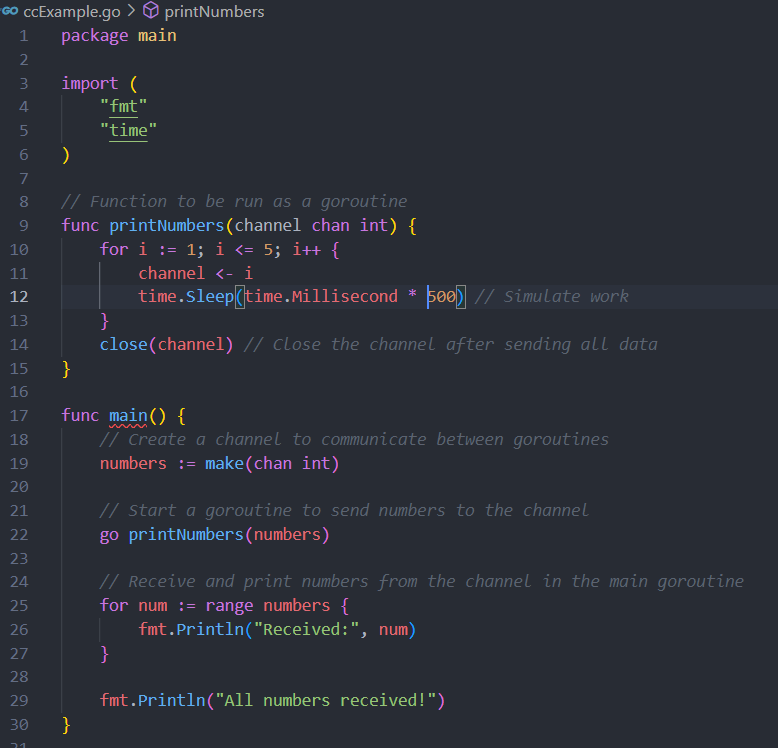 GO ccExample.go > printNumbers
1 package main
2
3 import (
4     "fmt"
5     "time"
6 )
7
8 // Function to be run as a goroutine
9 func printNumbers(channel chan int) {
10     for i := 1; i <= 5; i++ {
11         channel <- i
12         time.Sleep(time.Millisecond * 500) // Simulate work
13     }
14     close(channel) // Close the channel after sending all data
15 }
16
17 func main() {
18     // Create a channel to communicate between goroutines
19     numbers := make(chan int)
20
21     // Start a goroutine to send numbers to the channel
22     go printNumbers(numbers)
23
24     // Receive and print numbers from the channel in the main goroutine
25     for num := range numbers {
26         fmt.Println("Received:", num)
27     }
28
29     fmt.Println("All numbers received!")
30 }
31